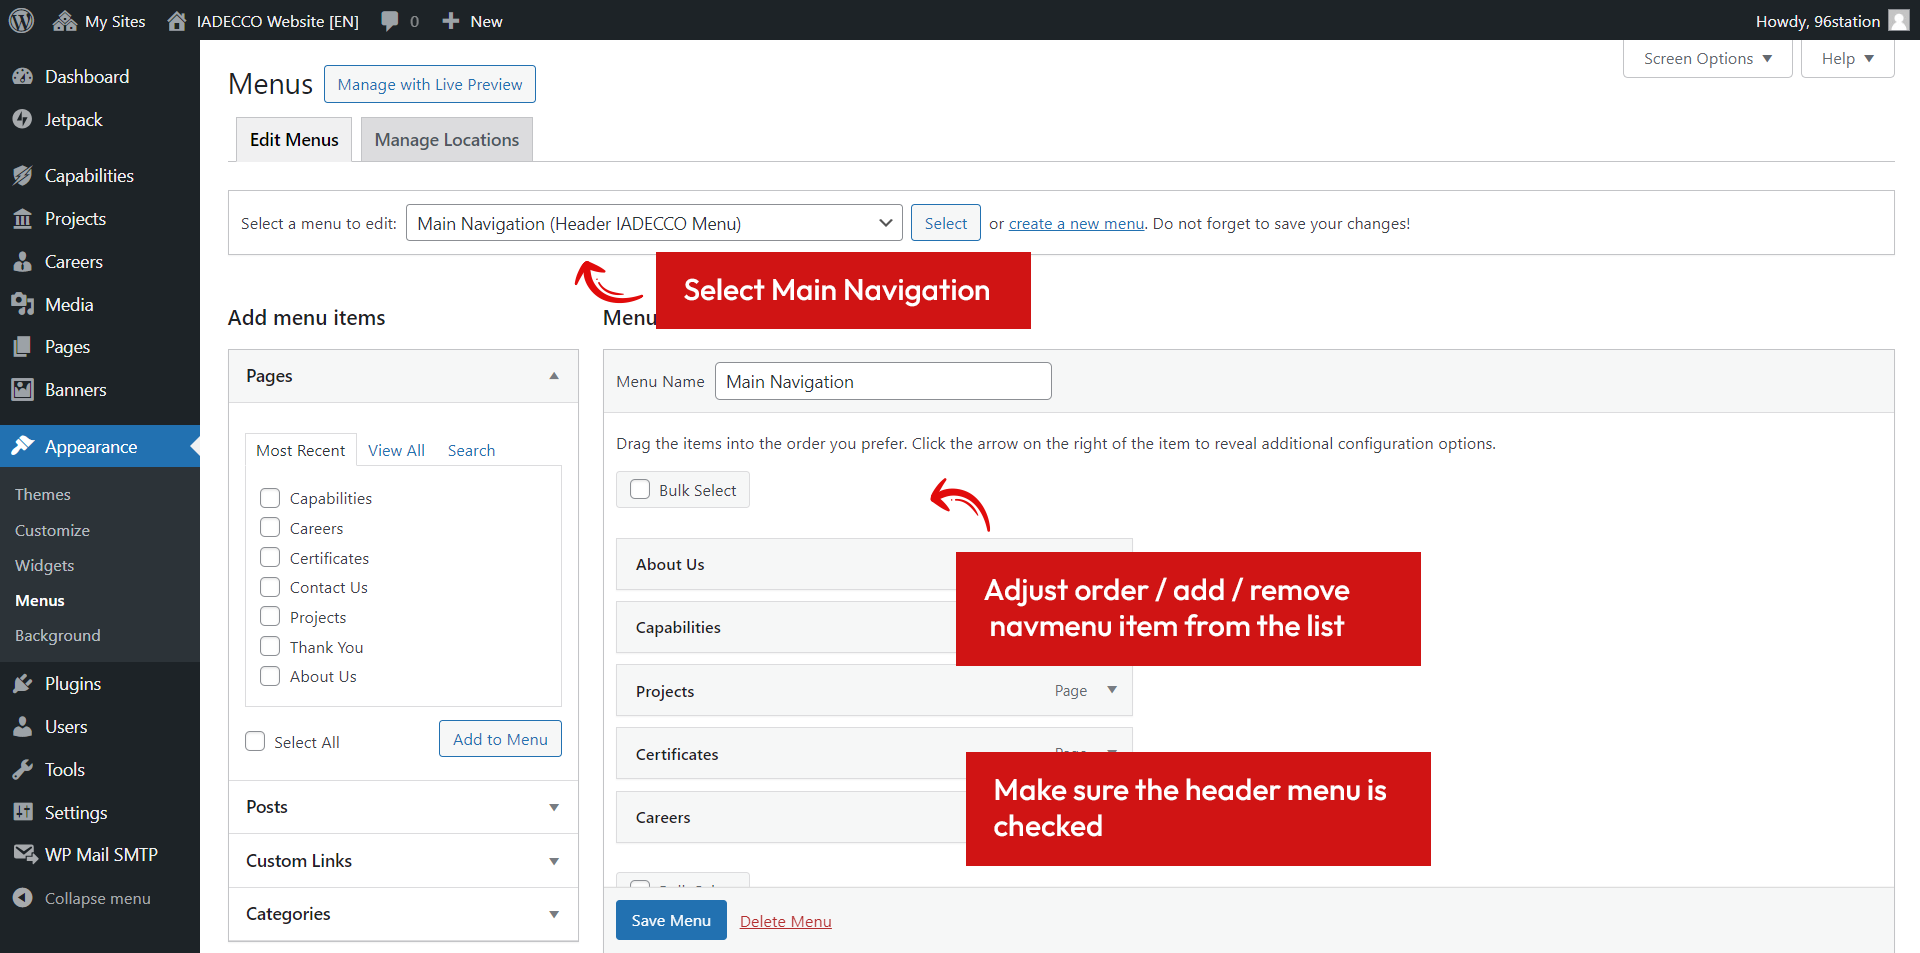 My Sites
IADECCO Website [EN]
0
New
Howdy, 96station
Dashboard
Jetpack
Capabilities
Projects
Careers
Media
Pages
Banners
Appearance
Themes
Customize
Widgets
Menus
Background
Plugins
Users
Tools
Settings
WP Mail SMTP
Collapse menu
Screen Options
Help
Menus
Manage with Live Preview
Edit Menus
Manage Locations
Select a menu to edit: Main Navigation (Header IADECCO Menu) Select or create a new menu. Do not forget to save your changes!
Select Main Navigation
Add menu items
Menu
Pages
Most Recent
View All
Search
Capabilities
Careers
Certificates
Contact Us
Projects
Thank You
About Us
Select All
Add to Menu
Posts
Custom Links
Categories
Menu Name Main Navigation
Drag the items into the order you prefer. Click the arrow on the right of the item to reveal additional configuration options.
Bulk Select
About Us
Adjust order / add / remove
navmenu item from the list
Capabilities
Projects
Page
Certificates
Make sure the header menu is
checked
Careers
Save Menu
Delete Menu